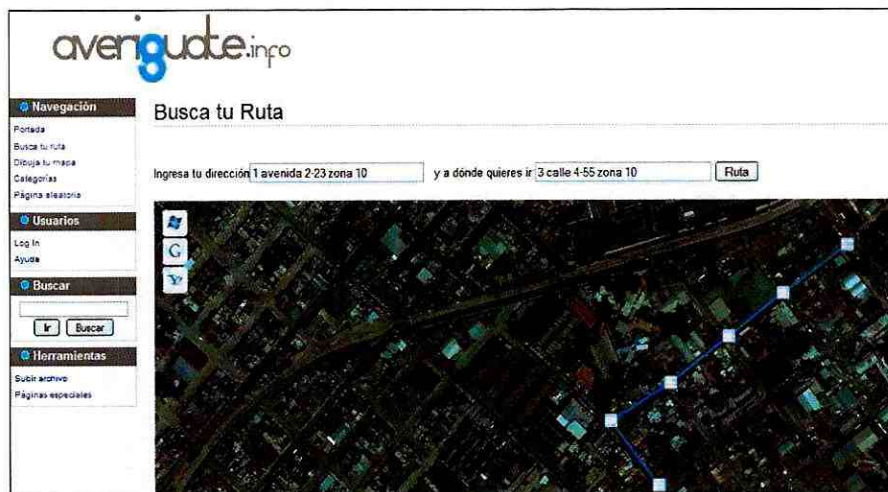 averiguate.info
Navegación
Portada
Busca tu ruta
Dibuja tu mapa
Categorías
Página aleatoria
Usuarios
Log In
Ayuda
Buscar
Ir Buscar
Herramientas
Subir archivo
Páginas especiales
Busca tu Ruta
Ingresa tu dirección 1 avenida 2-23 zona 10 y a dónde quieres ir 3 calle 4-55 zona 10 Ruta
G
Y!